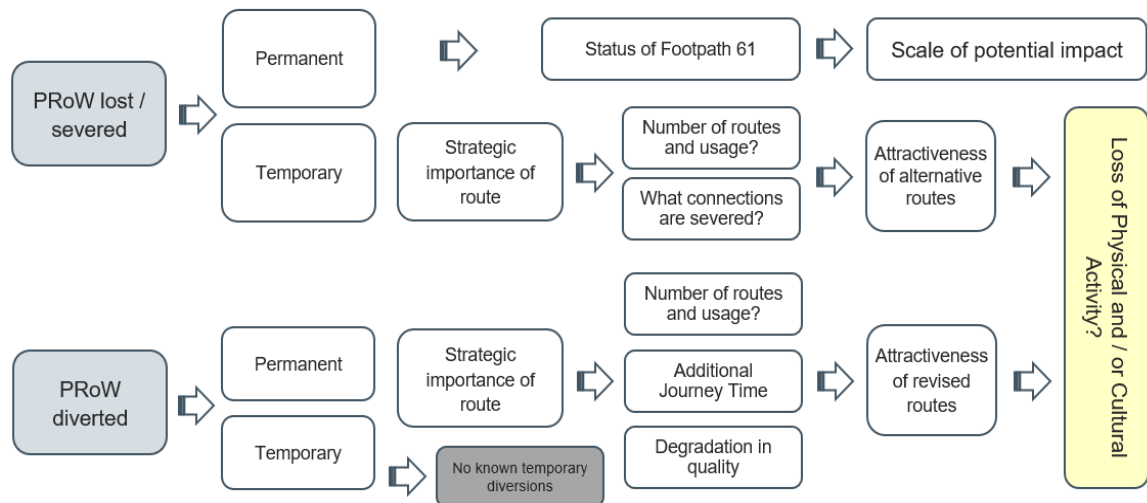 Permanent
Status of Footpath 61
Scale of potential impact
PRoW lost /
severed
Temporary
Strategic
importance of
route
Number of routes
and usage?
What connections
are severed?
Attractiveness
of alternative
routes
Loss of Physical and / or Cultural
Activity?
PRoW
diverted
Permanent
Temporary
Strategic
importance of
route
No known temporary
diversions
Number of routes
and usage?
Additional
Journey Time
Degradation in
quality
Attractiveness
of revised
routes